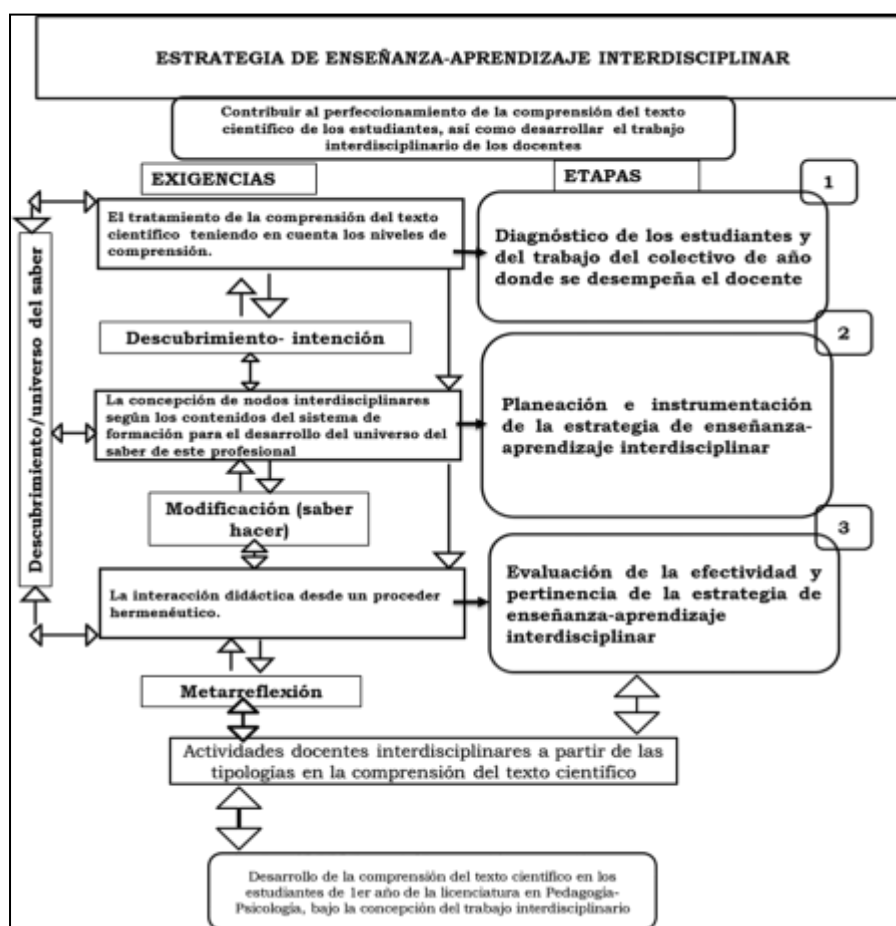 ESTRATEGIA DE ENSEÑANZA-APRENDIZAJE INTERDISCIPLINAR
Contribuir al perfeccionamiento de la comprensión del texto
científico de los estudiantes, así como desarrollar el trabajo
interdisciplinario de los docentes
EXIGENCIAS
ETAPAS
1
El tratamiento de la comprensión del texto
científico teniendo en cuenta los niveles de
comprensión.
Diagnóstico de los estudiantes y
del trabajo del colectivo de año
donde se desempeña el docente
Descubrimiento/universo del saber
Descubrimiento- intención
2
La concepción de nodos interdisciplinares
según los contenidos del sistema de
formación para el desarrollo del universo del
saber de este profesional
Planeación e instrumentación
de la estrategia de enseñanza-
aprendizaje interdisciplinar
Modificación (saber
hacer)
3
La interacción didáctica desde un proceder
hermenéutico.
Evaluación de la efectividad y
pertinencia de la estrategia de
enseñanza-aprendizaje
interdisciplinar
Metarreflexión
Actividades docentes interdisciplinares a partir de las
tipologías en la comprensión del texto científico
Desarrollo de la comprensión del texto científico en los
estudiantes de 1er año de la licenciatura en Pedagogía-
Psicología, bajo la concepción del trabajo interdisciplinario